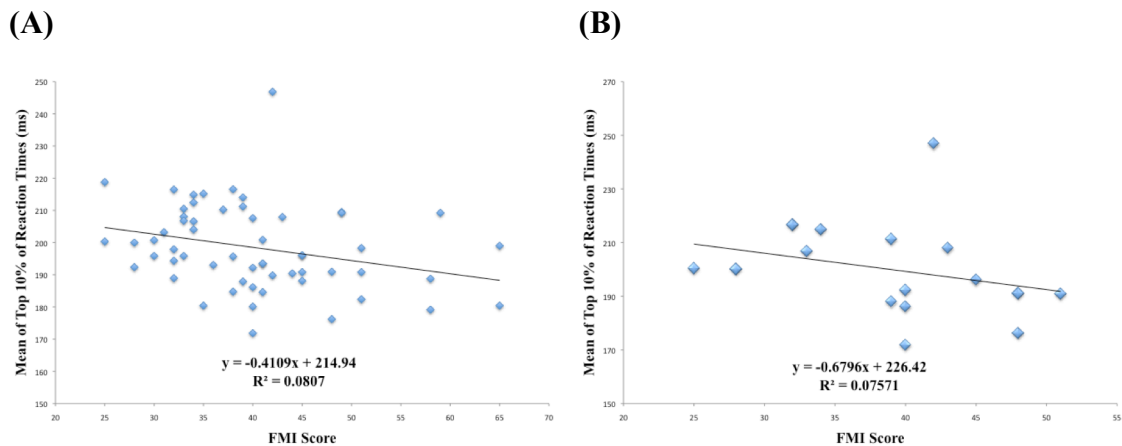 (A)
Mean of Top 10% of Reaction Times (ms)
250
240
230
220
210
200
190
180
170
160
150
y = -0.4109x + 214.94
R² = 0.0807
20 25 30 35 40 45 50 55 60 65 70
FMI Score
(B)
Mean of Top 10% of Reaction Times (ms)
270
250
230
210
190
170
150
y = -0.6796x + 226.42
R² = 0.07571
20 25 30 35 40 45 50 55
FMI Score